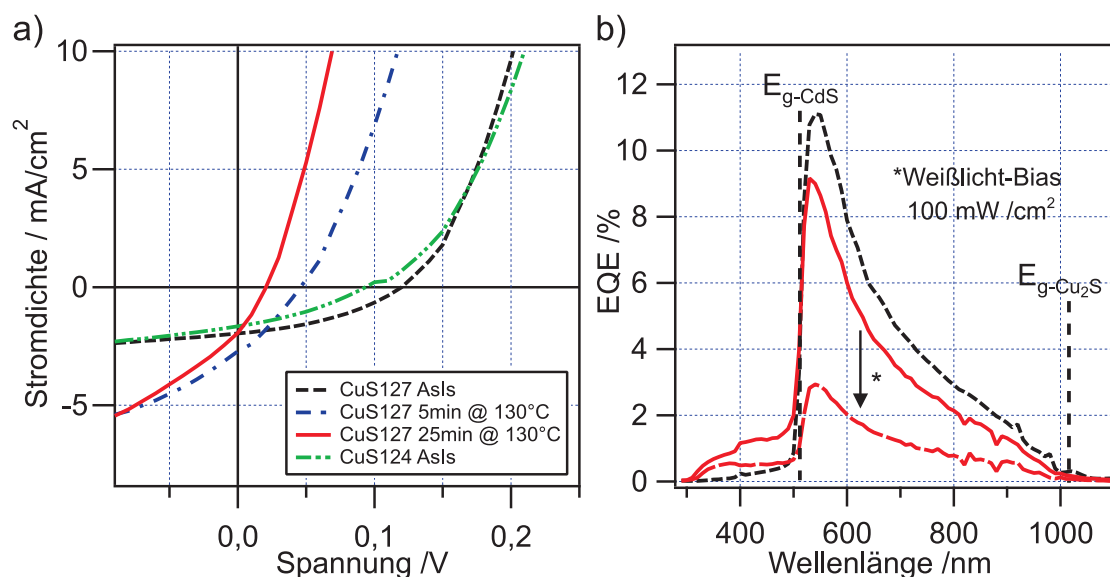 a)
10
5
0
-5
Stromdichte / mA/cm²
0,0
0,1
0,2
Spannung /V
CuS127 AsIs
CuS127 5min @ 130°C
CuS127 25min @ 130°C
CuS124 AsIs
b)
12
10
8
6
4
2
0
EQE /%
E_g-CdS
*Weißlicht-Bias
100 mW /cm²
E_g-Cu₂S
*
400
600
800
1000
Wellenlänge /nm